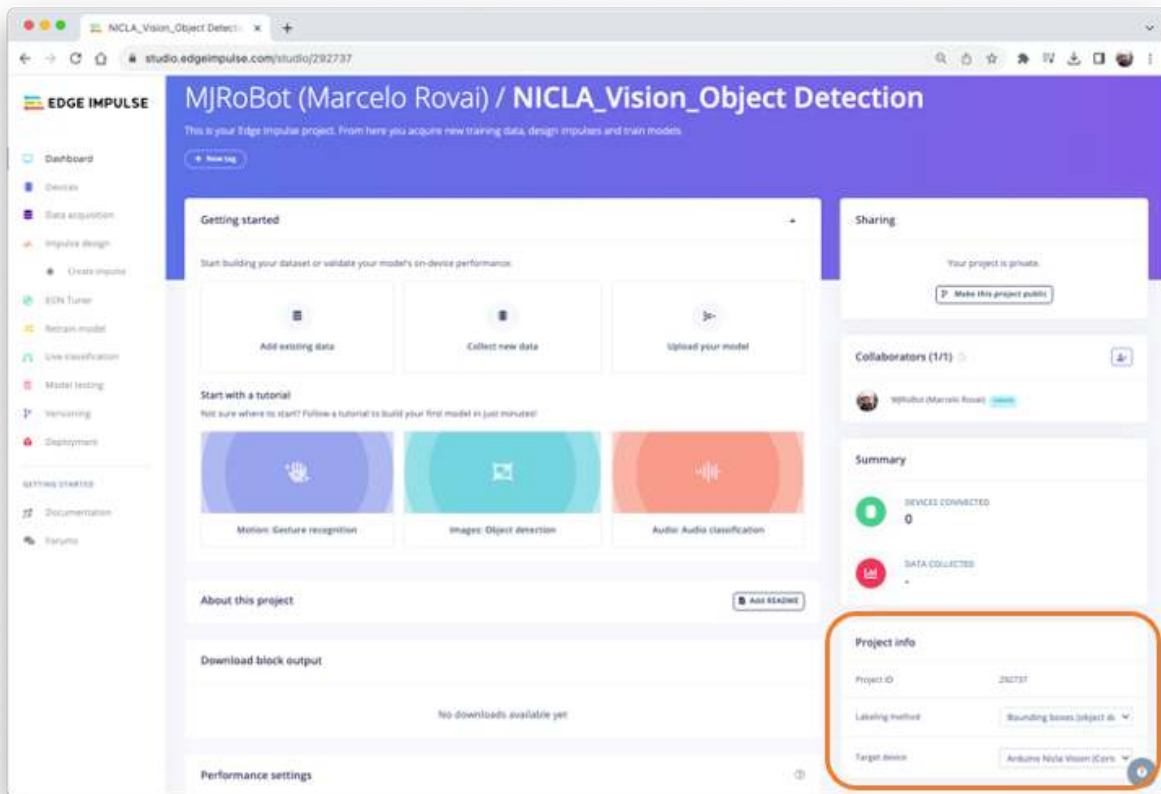 NICLA_Vision_Object Detecti
studio.edgeimpulse.com/studio/292737
EDGE IMPULSE
MJRoBot (Marcelo Rovai) / NICLA_Vision_Object Detection
This is your Edge Impulse project. From here you acquire new training data, design impulses and train models.
+ New tag
Dashboard
Devices
Data acquisition
Impulse design
Create impulse
EON Tuner
Retrain model
Live classification
Model testing
Versioning
Deployment
GETTING STARTED
Documentation
Forums
Getting started
Start building your dataset or validate your model's on-device performance.
Add existing data
Collect new data
Upload your model
Start with a tutorial
Not sure where to start? Follow a tutorial to build your first model in just minutes!
Motion: Gesture recognition
Images: Object detection
Audio: Audio classification
About this project
Add README
Download block output
No downloads available yet
Performance settings
Sharing
Your project is private.
Make this project public
Collaborators (1/1)
MJRoBot (Marcelo Rovai)
Summary
DEVICES CONNECTED
0
DATA COLLECTED
-
Project info
Project ID 292737
Labeling method Bounding boxes (object de
Target device Arduino Nicla Vision (Cort